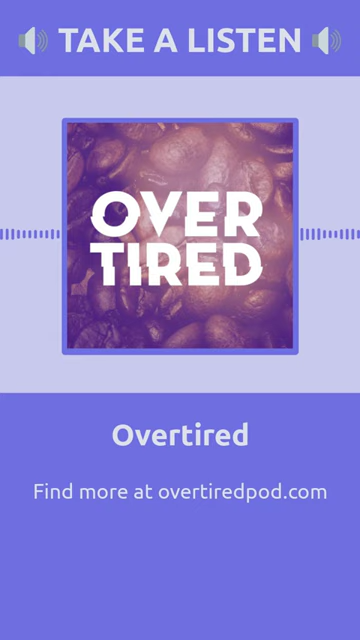 TAKE A LISTEN
OVER
TIRED
Overtired
Find more at overtiredpod.com